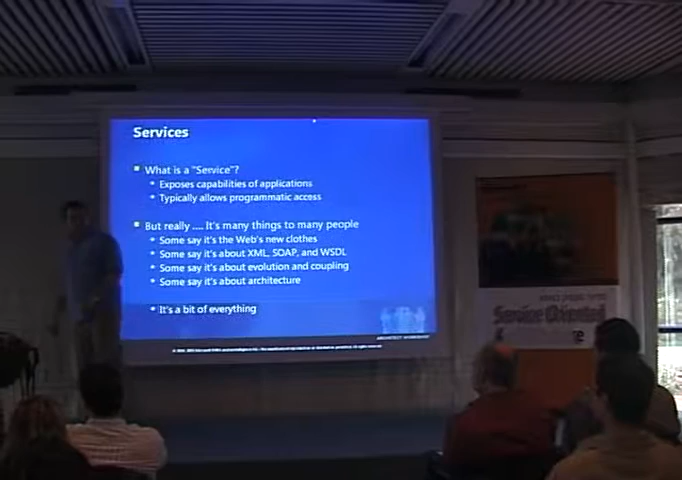 Services
What is a "Service"?
Exposes capabilities of applications
Typically allows programmatic access
But really .... It's many things to many people
Some say it's the Web's new clothes
Some say it's about XML, SOAP, and WSDL
Some say it's about evolution and coupling
Some say it's about architecture
It's a bit of everything
Service Oriented